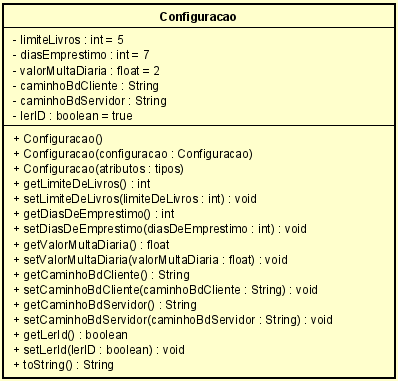 Configuracao
- limiteLivros : int = 5
- diasEmprestimo : int = 7
- valorMultaDiaria : float = 2
- caminhoBdCliente : String
- caminhoBdServidor : String
- lerID : boolean = true
+ Configuracao()
+ Configuracao(configuracao : Configuracao)
+ Configuracao(atributos : tipos)
+ getLimiteDeLivros() : int
+ setLimiteDeLivros(limiteDeLivros : int) : void
+ getDiasDeEmprestimo() : int
+ setDiasDeEmprestimo(diasDeEmprestimo : int) : void
+ getValorMultaDiaria() : float
+ setValorMultaDiaria(valorMultaDiaria : float) : void
+ getCaminhoBdCliente() : String
+ setCaminhoBdCliente(caminhoBdCliente : String) : void
+ getCaminhoBdServidor() : String
+ setCaminhoBdServidor(caminhoBdServidor : String) : void
+ getLerId() : boolean
+ setLerId(lerID : boolean) : void
+ toString() : String